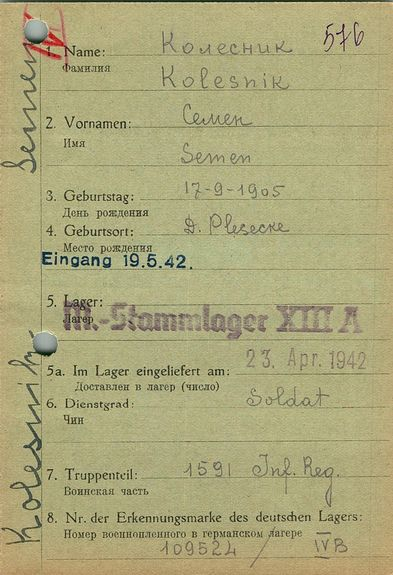 576
1. Name: Колесник
Фамилия
Kolesnik
2. Vornamen: Семен
Имя
Semen
3. Geburtstag: 17-9-1905
День рождения
4. Geburtsort: D. Plesecke
Место рождения
Eingang 19.5.42.
5. Lager:
Лагер
M.-Stammlager XIII A
23. Apr. 1942
5a. Im Lager eingeliefert am:
Доставлен в лагер (число)
6. Dienstgrad: Soldat
Чин
7. Truppenteil: 1591 Inf. Reg.
Воинская часть
8. Nr. der Erkennungsmarke des deutschen Lagers:
Номер военнопленного в германском лагере
109524 / IVB
Kolesnik Semen